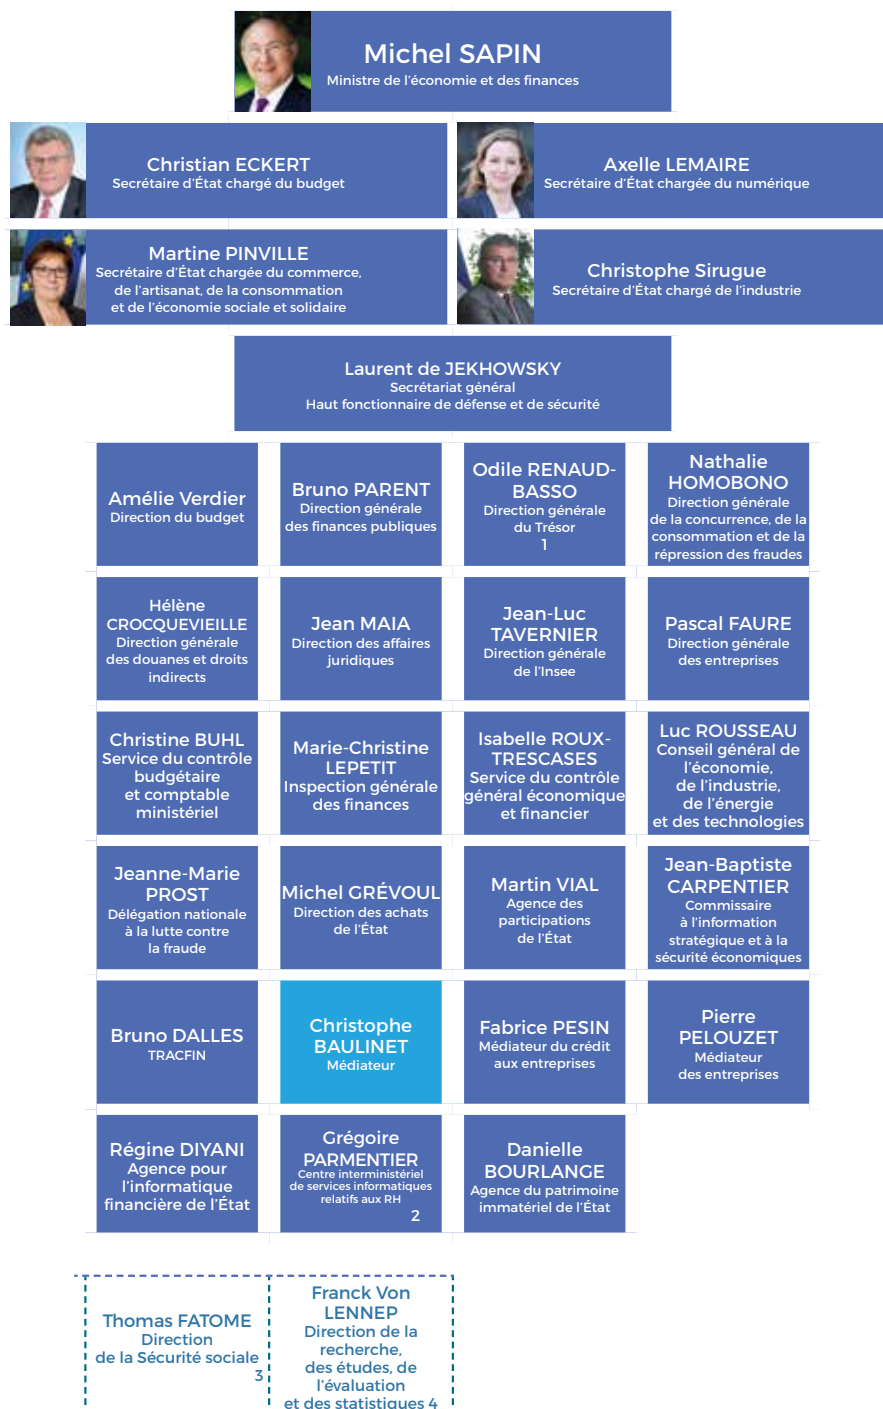 Michel SAPIN
Ministre de l'économie et des finances
Christian ECKERT
Secrétaire d'État chargé du budget
Axelle LEMAIRE
Secrétaire d'État chargée du numérique
Martine PINVILLE
Secrétaire d'État chargée du commerce,
de l'artisanat, de la consommation
et de l'économie sociale et solidaire
Christophe Sirugue
Secrétaire d'État chargé de l'industrie
Laurent de JEKHOWSKY
Secrétariat général
Haut fonctionnaire de défense et de sécurité
Amélie Verdier
Direction du budget
Bruno PARENT
Direction générale
des finances publiques
Odile RENAUD-
BASSO
Direction générale
du Trésor
1
Nathalie
HOMOBONO
Direction générale
de la concurrence, de la
consommation et de la
répression des fraudes
Hélène
CROCQUEVIEILLE
Direction générale
des douanes et droits
indirects
Jean MAIA
Direction des affaires
juridiques
Jean-Luc
TAVERNIER
Direction générale
de l'Insee
Pascal FAURE
Direction générale
des entreprises
Christine BUHL
Service du contrôle
budgétaire
et comptable
ministériel
Marie-Christine
LEPETIT
Inspection générale
des finances
Isabelle ROUX-
TRESCASES
Service du contrôle
général économique
et financier
Luc ROUSSEAU
Conseil général de
l'économie,
de l'industrie,
de l'énergie
et des technologies
Jeanne-Marie
PROST
Délégation nationale
à la lutte contre
la fraude
Michel GRÉVOUL
Direction des achats
de l'État
Martin VIAL
Agence des
participations
de l'État
Jean-Baptiste
CARPENTIER
Commissaire
à l'information
stratégique et à la
sécurité économiques
Bruno DALLES
TRACFIN
Christophe
BAULINET
Médiateur
Fabrice PESIN
Médiateur du crédit
aux entreprises
Pierre
PELOUZET
Médiateur
des entreprises
Régine DIYANI
Agence pour
l'informatique
financière de l'État
Grégoire
PARMENTIER
Centre interministériel
de services informatiques
relatifs aux RH
2
Danielle
BOURLANGE
Agence du patrimoine
immatériel de l'État
Thomas FATOME
Direction
de la Sécurité sociale
3
Franck Von
LENNEP
Direction de la
recherche,
des études, de
l'évaluation
et des statistiques 4